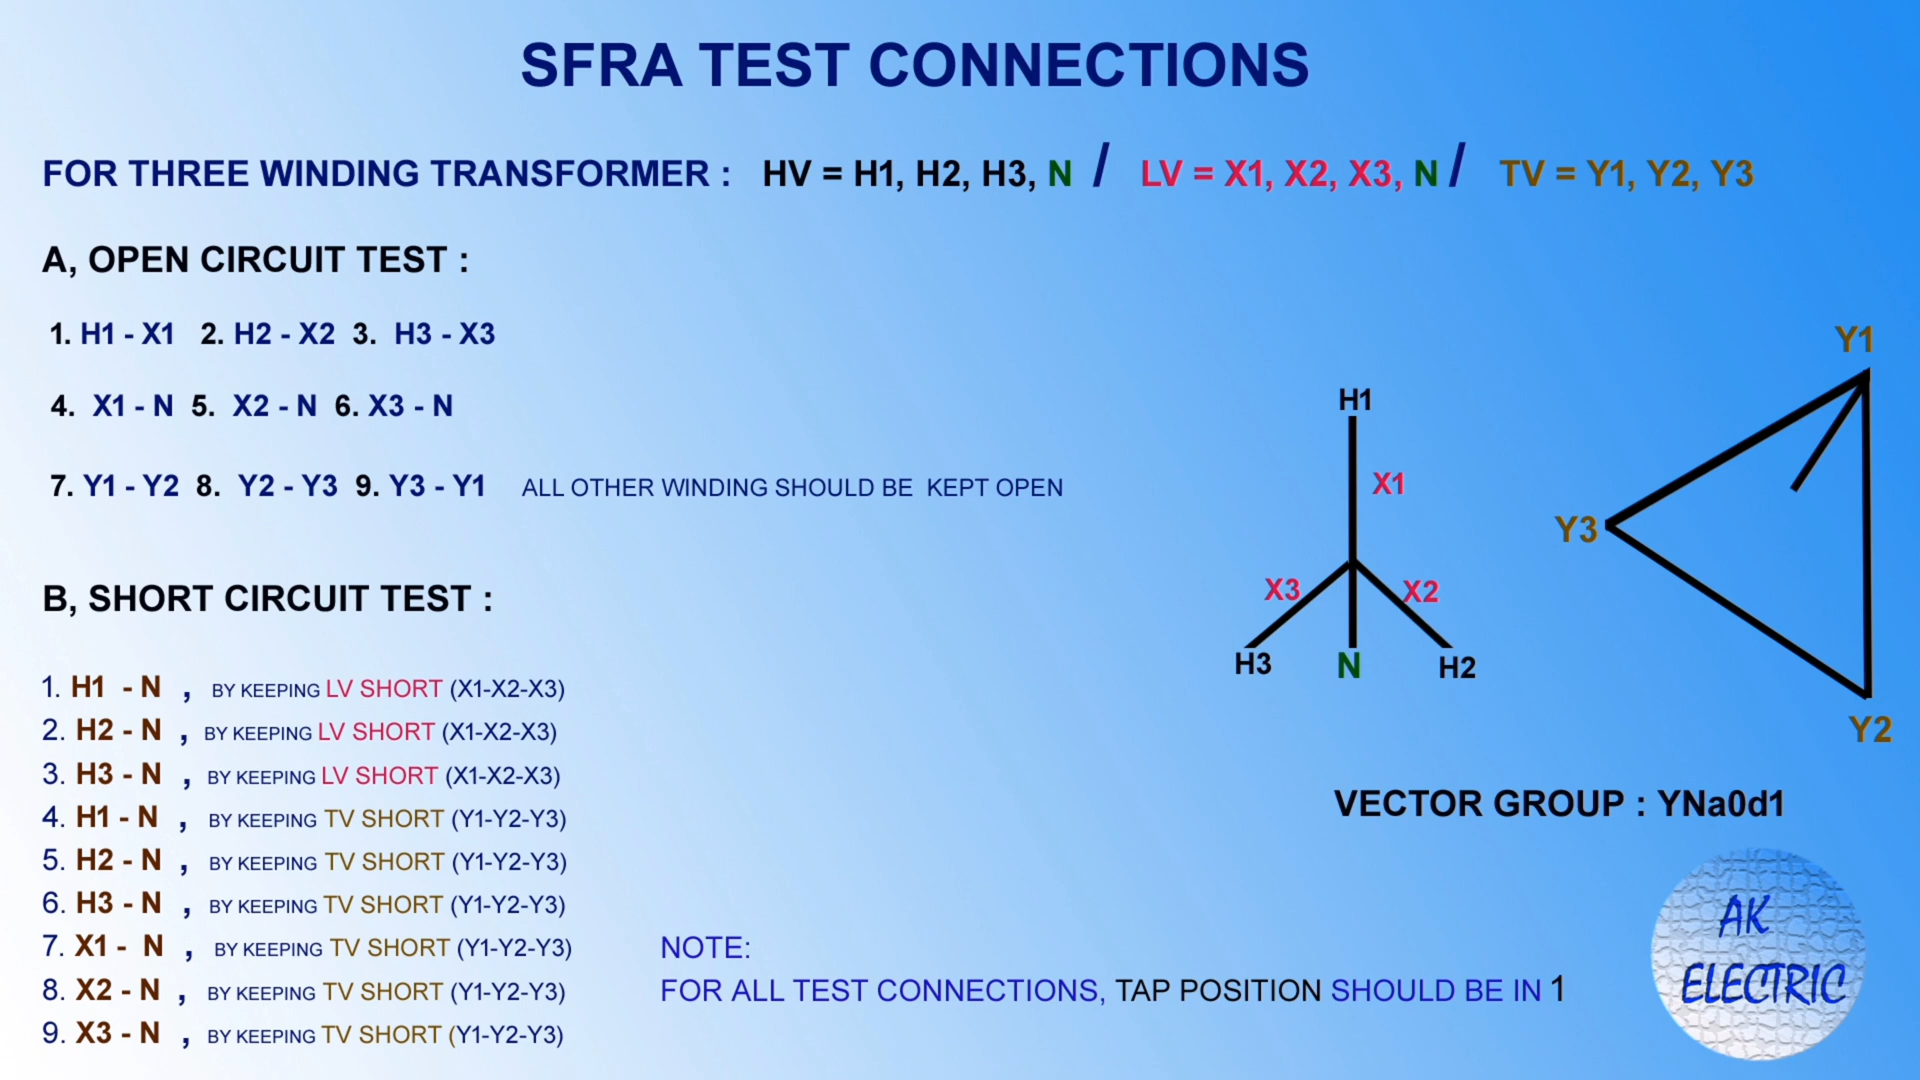 SFRA TEST CONNECTIONS
FOR THREE WINDING TRANSFORMER : HV = H1, H2, H3, N / LV = X1, X2, X3, N / TV = Y1, Y2, Y3
A, OPEN CIRCUIT TEST :
1. H1 - X1 2. H2 - X2 3. H3 - X3
4. X1 - N 5. X2 - N 6. X3 - N
7. Y1 - Y2 8. Y2 - Y3 9. Y3 - Y1 ALL OTHER WINDING SHOULD BE KEPT OPEN
B, SHORT CIRCUIT TEST :
1. H1 - N , BY KEEPING LV SHORT (X1-X2-X3)
2. H2 - N , BY KEEPING LV SHORT (X1-X2-X3)
3. H3 - N , BY KEEPING LV SHORT (X1-X2-X3)
4. H1 - N , BY KEEPING TV SHORT (Y1-Y2-Y3)
5. H2 - N , BY KEEPING TV SHORT (Y1-Y2-Y3)
6. H3 - N , BY KEEPING TV SHORT (Y1-Y2-Y3)
7. X1 - N , BY KEEPING TV SHORT (Y1-Y2-Y3)
8. X2 - N , BY KEEPING TV SHORT (Y1-Y2-Y3)
9. X3 - N , BY KEEPING TV SHORT (Y1-Y2-Y3)
NOTE:
FOR ALL TEST CONNECTIONS, TAP POSITION SHOULD BE IN 1
H1
X1
X3
X2
H3
N
H2
Y1
Y3
Y2
VECTOR GROUP : YNa0d1
AK
ELECTRIC